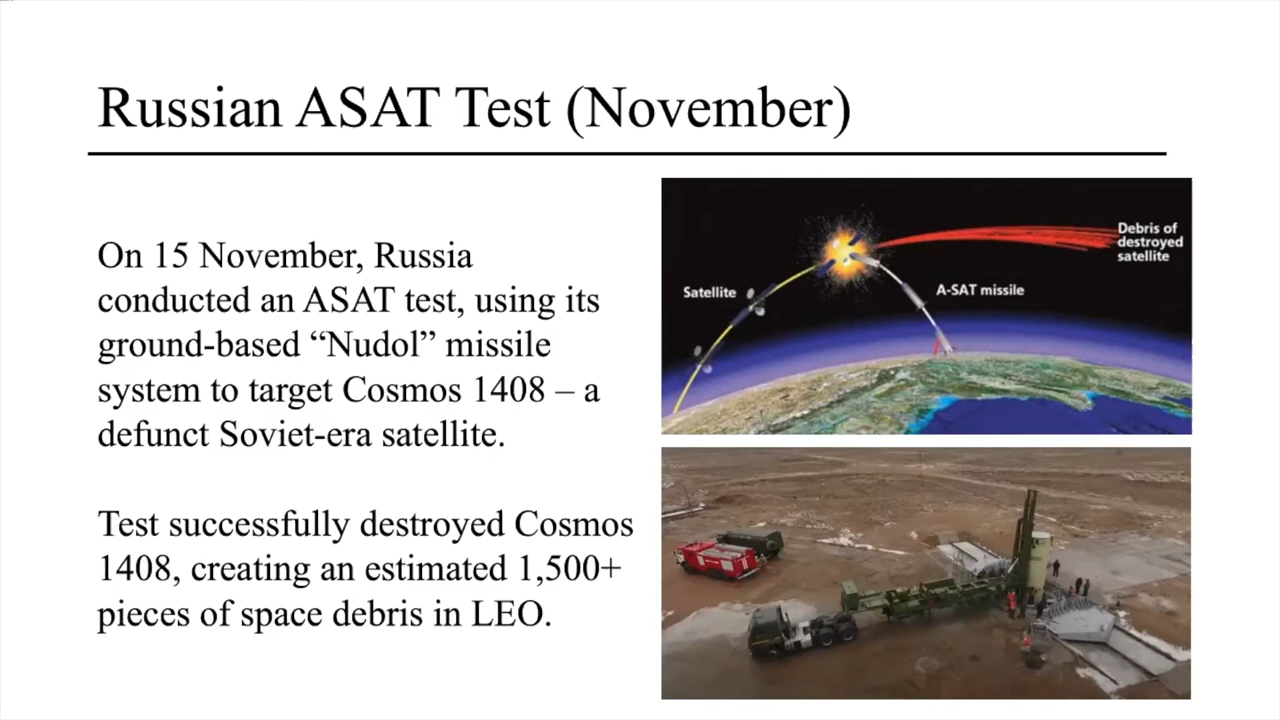 Russian ASAT Test (November)
On 15 November, Russia
conducted an ASAT test, using its
ground-based “Nudol” missile
system to target Cosmos 1408 – a
defunct Soviet-era satellite.
Test successfully destroyed Cosmos
1408, creating an estimated 1,500+
pieces of space debris in LEO.
Debris of
destroyed
satellite
Satellite
A-SAT missile